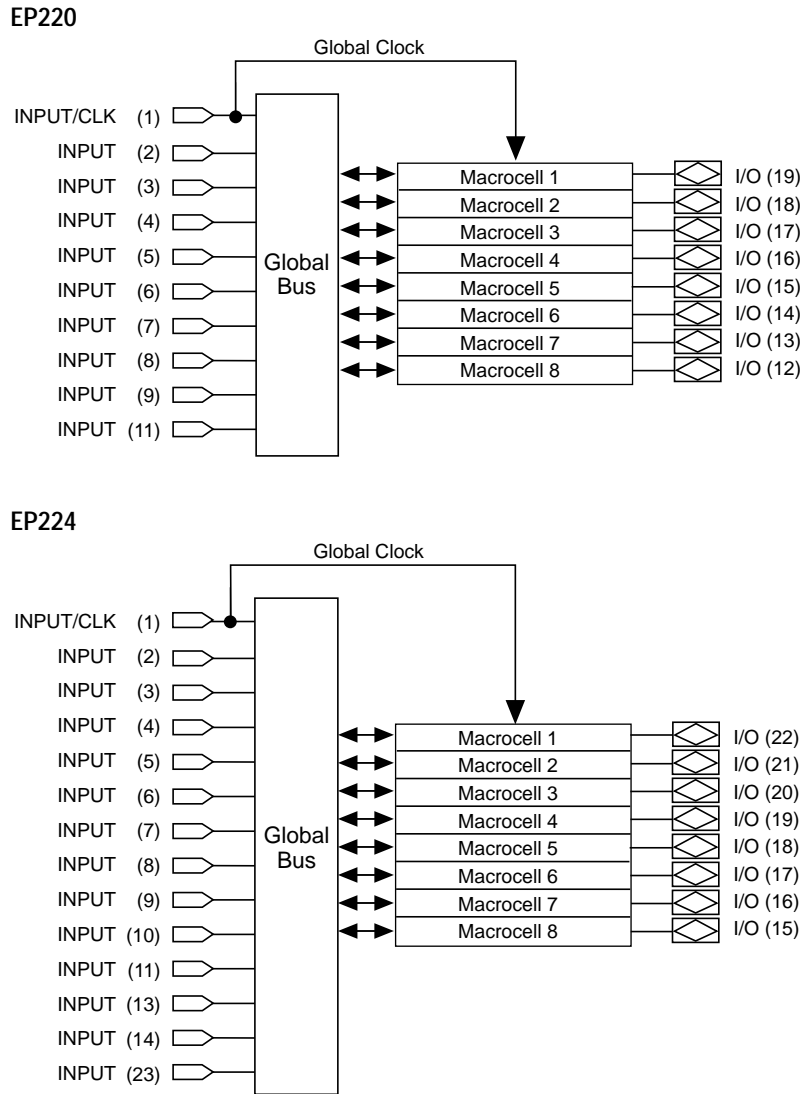 EP220
Global Clock
INPUT/CLK (1)
INPUT (2)
INPUT (3)
INPUT (4)
INPUT (5)
INPUT (6)
INPUT (7)
INPUT (8)
INPUT (9)
INPUT (11)
Global
Bus
Macrocell 1
Macrocell 2
Macrocell 3
Macrocell 4
Macrocell 5
Macrocell 6
Macrocell 7
Macrocell 8
I/O (19)
I/O (18)
I/O (17)
I/O (16)
I/O (15)
I/O (14)
I/O (13)
I/O (12)
EP224
Global Clock
INPUT/CLK (1)
INPUT (2)
INPUT (3)
INPUT (4)
INPUT (5)
INPUT (6)
INPUT (7)
INPUT (8)
INPUT (9)
INPUT (10)
INPUT (11)
INPUT (13)
INPUT (14)
INPUT (23)
Global
Bus
Macrocell 1
Macrocell 2
Macrocell 3
Macrocell 4
Macrocell 5
Macrocell 6
Macrocell 7
Macrocell 8
I/O (22)
I/O (21)
I/O (20)
I/O (19)
I/O (18)
I/O (17)
I/O (16)
I/O (15)